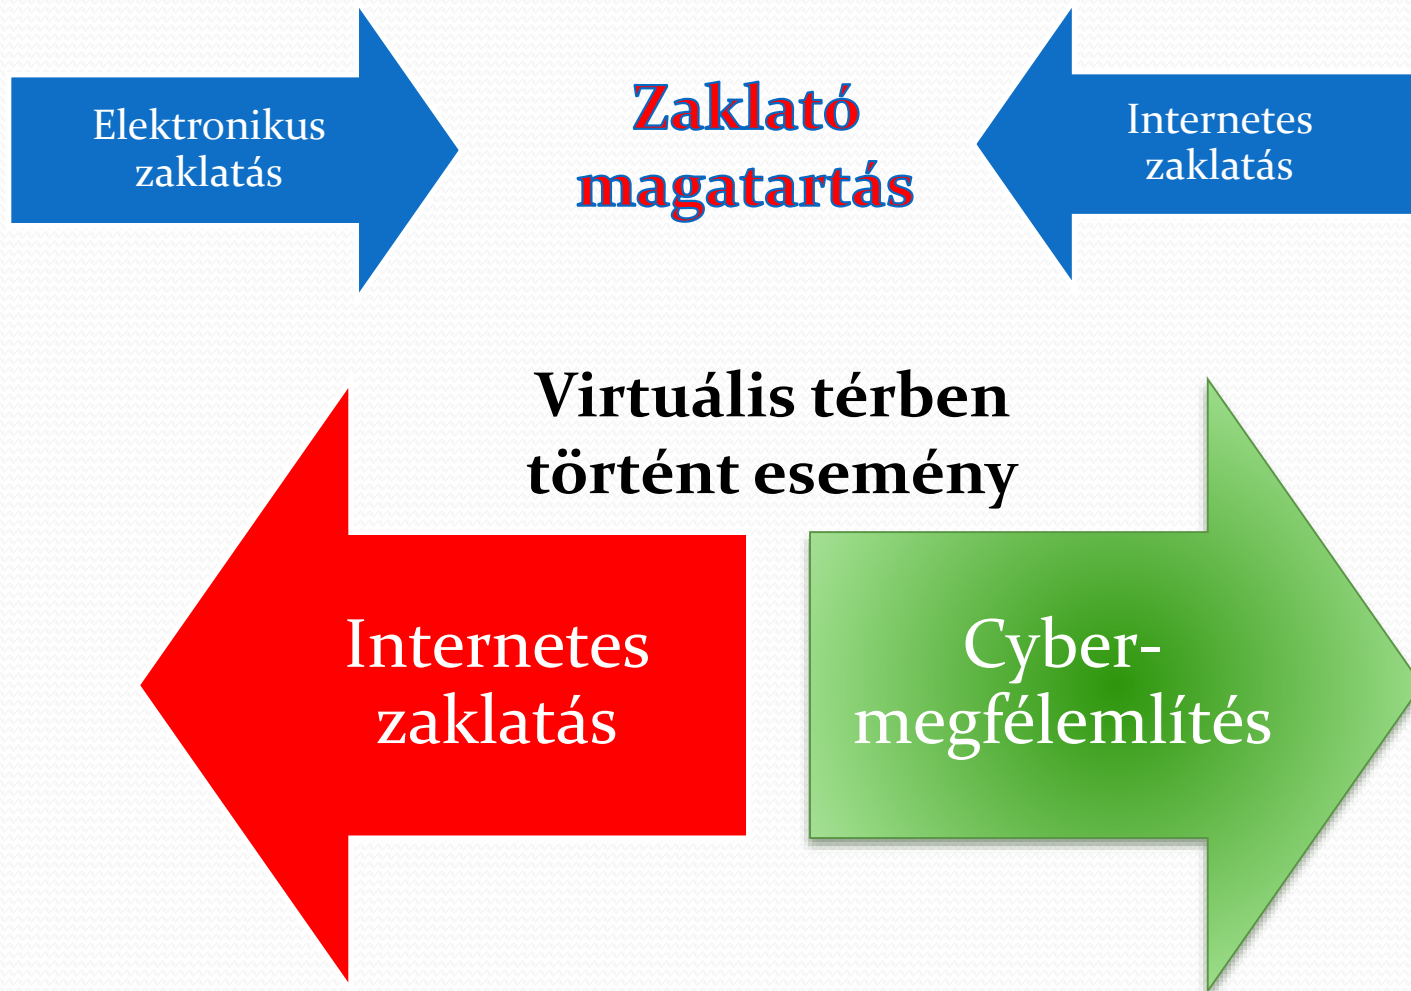 Elektronikus
zaklatás
Zaklató
magatartás
Internetes
zaklatás
Virtuális térben
történt esemény
Internetes
zaklatás
Cyber-
megfélemlítés